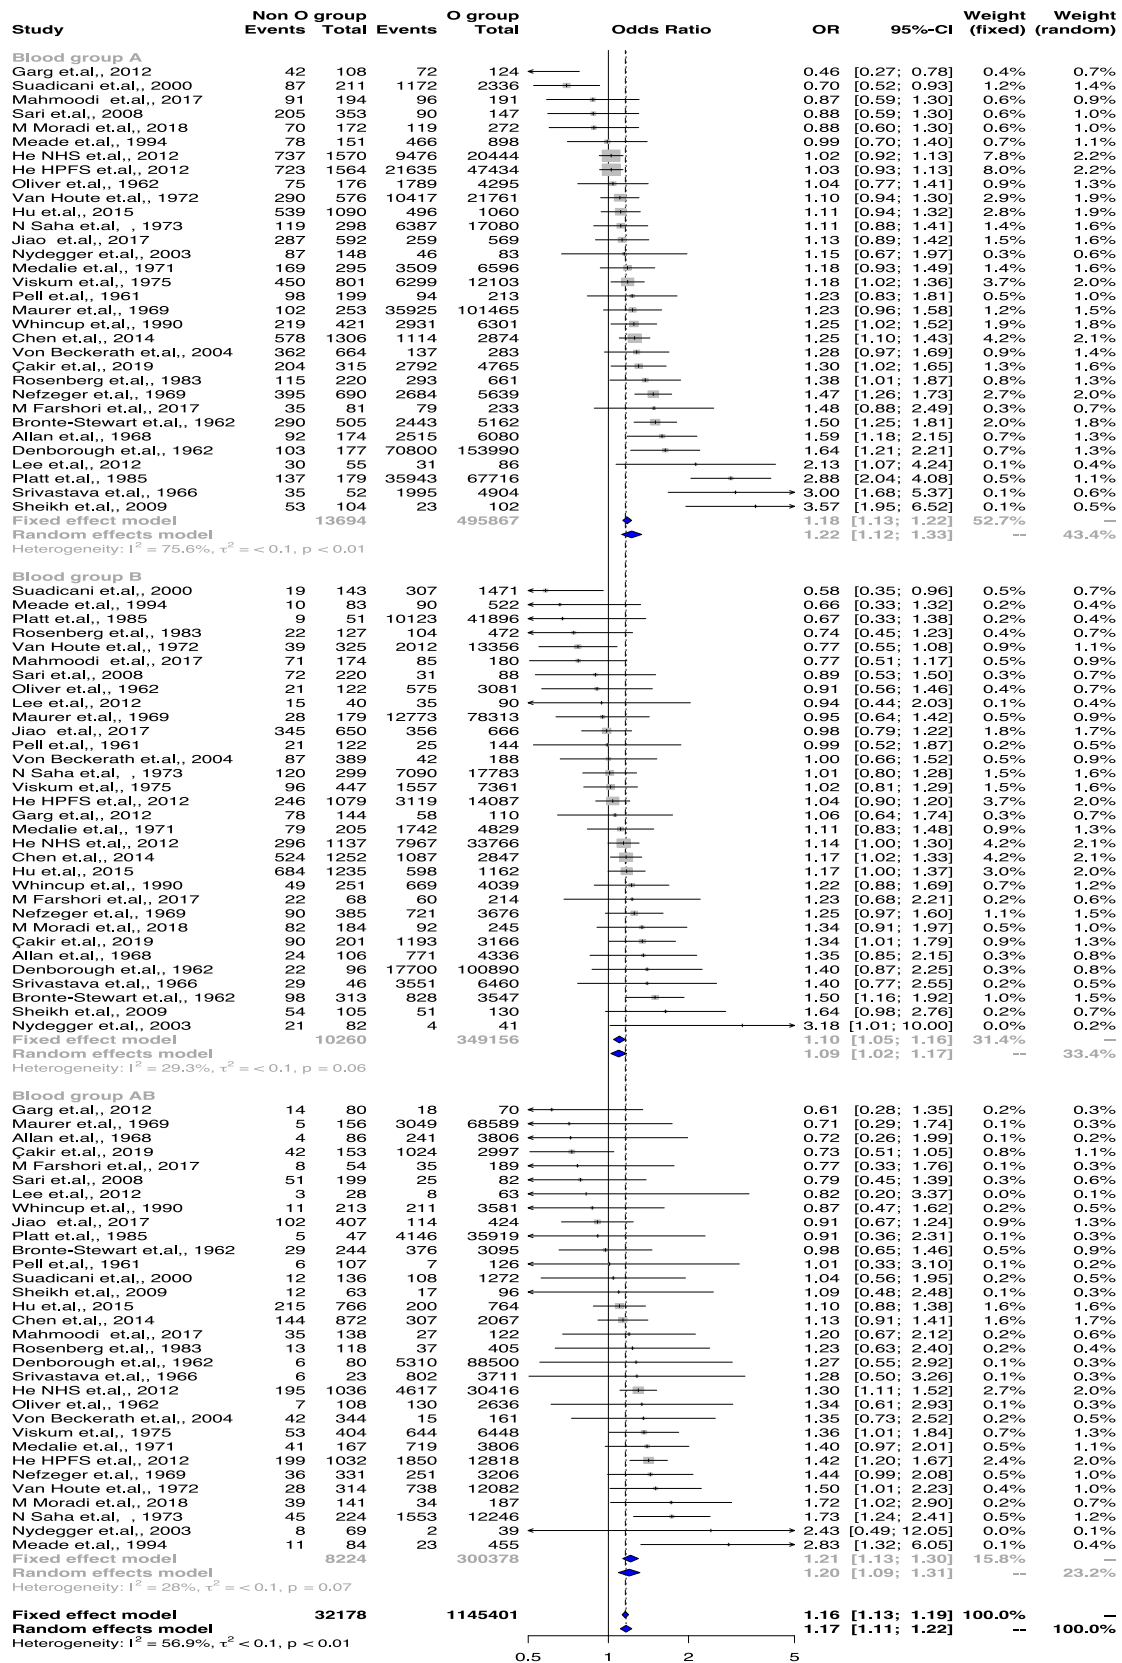 Non O group O group Weight Weight
Study Events Total Events Total Odds Ratio OR 95%-CI (fixed) (random)
Blood group A
Garg et.al,, 2012 42 108 72 124 0.46 [0.27; 0.78] 0.4% 0.7%
Suadicani et.al,, 2000 87 211 1172 2336 0.70 [0.52; 0.93] 1.2% 1.4%
Mahmoodi et.al,, 2017 91 194 96 191 0.87 [0.59; 1.30] 0.6% 0.9%
Sari et.al,, 2008 205 353 90 147 0.88 [0.59; 1.30] 0.6% 1.0%
M Moradi et.al,, 2018 70 172 119 272 0.88 [0.60; 1.30] 0.6% 1.0%
Meade et.al,, 1994 78 151 466 898 0.99 [0.70; 1.40] 0.7% 1.1%
He NHS et.al,, 2012 737 1570 9476 20444 1.02 [0.92; 1.13] 7.8% 2.2%
He HPFS et.al,, 2012 723 1564 21635 47434 1.03 [0.93; 1.13] 8.0% 2.2%
Oliver et.al,, 1962 75 176 1789 4295 1.04 [0.77; 1.41] 0.9% 1.3%
Van Houte et.al,, 1972 290 576 10417 21761 1.10 [0.94; 1.30] 2.9% 1.9%
Hu et.al,, 2015 539 1090 496 1060 1.11 [0.94; 1.32] 2.8% 1.9%
N Saha et.al, , 1973 119 298 6387 17080 1.11 [0.88; 1.41] 1.4% 1.6%
Jiao et.al,, 2017 287 592 259 569 1.13 [0.89; 1.42] 1.5% 1.6%
Nydegger et.al,, 2003 87 148 46 83 1.15 [0.67; 1.97] 0.3% 0.6%
Medalie et.al,, 1971 169 295 3509 6596 1.18 [0.93; 1.49] 1.4% 1.6%
Viskum et.al,, 1975 450 801 6299 12103 1.18 [1.02; 1.36] 3.7% 2.0%
Pell et.al,, 1961 98 199 94 213 1.23 [0.83; 1.81] 0.5% 1.0%
Maurer et.al,, 1969 102 253 35925 101465 1.23 [0.96; 1.58] 1.2% 1.5%
Whincup et.al,, 1990 219 421 2931 6301 1.25 [1.02; 1.52] 1.9% 1.8%
Chen et.al,, 2014 578 1306 1114 2874 1.25 [1.10; 1.43] 4.2% 2.1%
Von Beckerath et.al,, 2004 362 664 137 283 1.28 [0.97; 1.69] 0.9% 1.4%
Çakir et.al,, 2019 204 315 2792 4765 1.30 [1.02; 1.65] 1.3% 1.6%
Rosenberg et.al,, 1983 115 220 293 661 1.38 [1.01; 1.87] 0.8% 1.3%
Nefzeger et.al,, 1969 395 690 2684 5639 1.47 [1.26; 1.73] 2.7% 2.0%
M Farshori et.al,, 2017 35 81 79 233 1.48 [0.88; 2.49] 0.3% 0.7%
Bronte-Stewart et.al,, 1962 290 505 2443 5162 1.50 [1.25; 1.81] 2.0% 1.8%
Allan et.al,, 1968 92 174 2515 6080 1.59 [1.18; 2.15] 0.7% 1.3%
Denborough et.al,, 1962 103 177 70800 153990 1.64 [1.21; 2.21] 0.7% 1.3%
Lee et.al,, 2012 30 55 31 86 2.13 [1.07; 4.24] 0.1% 0.4%
Platt et.al,, 1985 137 179 35943 67716 2.88 [2.04; 4.08] 0.4% 1.1%
Srivastava et.al,, 1966 35 52 1995 4904 3.00 [1.68; 5.37] 0.1% 0.6%
Sheikh et.al,, 2009 53 104 23 102 3.57 [1.95; 6.52] 0.1% 0.5%
Fixed effect model 13694 495867 1.18 [1.13; 1.22] 52.7% --
Random effects model 1.22 [1.12; 1.33] -- 43.4%
Heterogeneity: I² = 75.6%, τ² = < 0.1, p < 0.01
Blood group B
Suadicani et.al,, 2000 19 143 307 1471 0.58 [0.35; 0.96] 0.5% 0.7%
Meade et.al,, 1994 10 83 90 522 0.66 [0.33; 1.32] 0.2% 0.4%
Platt et.al,, 1985 9 51 10123 41896 0.67 [0.33; 1.38] 0.2% 0.4%
Rosenberg et.al,, 1983 22 127 104 472 0.74 [0.45; 1.23] 0.4% 0.7%
Van Houte et.al,, 1972 39 325 2012 13356 0.77 [0.55; 1.08] 0.9% 1.1%
Mahmoodi et.al,, 2017 71 174 85 180 0.77 [0.51; 1.17] 0.5% 0.9%
Sari et.al,, 2008 72 220 31 88 0.89 [0.53; 1.50] 0.3% 0.7%
Oliver et.al,, 1962 21 122 575 3081 0.91 [0.56; 1.46] 0.4% 0.7%
Lee et.al,, 2012 15 40 35 90 0.94 [0.44; 2.03] 0.1% 0.4%
Maurer et.al,, 1969 28 179 12773 78313 0.95 [0.64; 1.42] 0.5% 0.9%
Jiao et.al,, 2017 345 650 356 666 0.98 [0.79; 1.22] 1.8% 1.7%
Pell et.al,, 1961 21 122 25 144 0.99 [0.52; 1.87] 0.2% 0.5%
Von Beckerath et.al,, 2004 87 389 42 188 1.00 [0.66; 1.52] 0.5% 0.9%
N Saha et.al, , 1973 120 299 7090 17783 1.01 [0.80; 1.28] 1.5% 1.6%
Viskum et.al,, 1975 96 447 1557 7361 1.02 [0.81; 1.29] 1.5% 1.6%
He HPFS et.al,, 2012 246 1079 3119 14087 1.04 [0.90; 1.20] 3.7% 2.0%
Garg et.al,, 2012 78 144 58 110 1.06 [0.64; 1.74] 0.3% 0.7%
Medalie et.al,, 1971 79 205 1742 4829 1.11 [0.83; 1.48] 0.9% 1.3%
He NHS et.al,, 2012 296 1137 7967 33766 1.14 [1.00; 1.30] 4.2% 2.1%
Chen et.al,, 2014 524 1252 1087 2847 1.17 [1.02; 1.33] 4.2% 2.1%
Hu et.al,, 2015 684 1235 598 1162 1.17 [1.00; 1.37] 3.0% 2.0%
Whincup et.al,, 1990 49 251 669 4039 1.22 [0.88; 1.69] 0.7% 1.2%
M Farshori et.al,, 2017 22 68 60 214 1.23 [0.68; 2.21] 0.2% 0.6%
Nefzeger et.al,, 1969 90 385 721 3676 1.25 [0.97; 1.60] 1.1% 1.5%
M Moradi et.al,, 2018 82 184 92 245 1.34 [0.91; 1.97] 0.5% 1.0%
Çakir et.al,, 2019 90 201 1193 3166 1.34 [1.01; 1.79] 0.9% 1.3%
Allan et.al,, 1968 24 106 771 4336 1.35 [0.85; 2.15] 0.3% 0.8%
Denborough et.al,, 1962 22 96 17700 100890 1.40 [0.87; 2.25] 0.3% 0.8%
Srivastava et.al,, 1966 29 46 3551 6460 1.40 [0.77; 2.55] 0.2% 0.5%
Bronte-Stewart et.al,, 1962 98 313 828 3547 1.50 [1.16; 1.92] 1.0% 1.5%
Sheikh et.al,, 2009 54 105 51 130 1.64 [0.98; 2.76] 0.2% 0.7%
Nydegger et.al,, 2003 21 82 4 41 3.18 [1.01; 10.00] 0.0% 0.2%
Fixed effect model 10260 349156 1.10 [1.05; 1.16] 31.4% --
Random effects model 1.09 [1.02; 1.17] -- 33.4%
Heterogeneity: I² = 29.3%, τ² = < 0.1, p = 0.06
Blood group AB
Garg et.al,, 2012 14 80 18 70 0.61 [0.28; 1.35] 0.2% 0.3%
Maurer et.al,, 1969 5 156 3049 68589 0.71 [0.29; 1.74] 0.1% 0.3%
Allan et.al,, 1968 4 86 241 3806 0.72 [0.26; 1.99] 0.1% 0.2%
Çakir et.al,, 2019 42 153 1024 2997 0.73 [0.51; 1.05] 0.8% 1.1%
M Farshori et.al,, 2017 8 54 35 189 0.77 [0.33; 1.76] 0.1% 0.3%
Sari et.al,, 2008 51 199 25 82 0.79 [0.45; 1.39] 0.3% 0.6%
Lee et.al,, 2012 3 28 8 63 0.82 [0.20; 3.37] 0.0% 0.1%
Whincup et.al,, 1990 11 213 211 3581 0.87 [0.47; 1.62] 0.2% 0.5%
Jiao et.al,, 2017 102 407 114 424 0.91 [0.67; 1.24] 0.9% 1.3%
Platt et.al,, 1985 5 47 4146 35919 0.91 [0.36; 2.31] 0.1% 0.3%
Bronte-Stewart et.al,, 1962 29 244 376 3095 0.98 [0.65; 1.46] 0.5% 0.9%
Pell et.al,, 1961 6 107 7 126 1.01 [0.33; 3.10] 0.1% 0.2%
Suadicani et.al,, 2000 12 136 108 1272 1.04 [0.56; 1.95] 0.2% 0.5%
Sheikh et.al,, 2009 12 63 17 96 1.09 [0.48; 2.48] 0.1% 0.3%
Hu et.al,, 2015 215 766 200 764 1.10 [0.88; 1.38] 1.6% 1.6%
Chen et.al,, 2014 144 872 307 2067 1.13 [0.91; 1.41] 1.6% 1.7%
Mahmoodi et.al,, 2017 35 138 27 122 1.20 [0.67; 2.12] 0.2% 0.6%
Rosenberg et.al,, 1983 13 118 37 405 1.23 [0.63; 2.40] 0.2% 0.4%
Denborough et.al,, 1962 6 80 5310 88500 1.27 [0.55; 2.92] 0.1% 0.3%
Srivastava et.al,, 1966 6 23 802 3711 1.28 [0.50; 3.26] 0.1% 0.3%
He NHS et.al,, 2012 195 1036 4617 30416 1.30 [1.11; 1.52] 2.7% 2.0%
Oliver et.al,, 1962 7 108 130 2636 1.34 [0.61; 2.93] 0.1% 0.4%
Von Beckerath et.al,, 2004 42 344 15 161 1.35 [0.73; 2.52] 0.2% 0.5%
Viskum et.al,, 1975 53 404 644 6448 1.36 [1.01; 1.84] 0.7% 1.3%
Medalie et.al,, 1971 41 167 719 3806 1.40 [0.97; 2.01] 0.5% 1.1%
He HPFS et.al,, 2012 199 1032 1850 12818 1.42 [1.20; 1.67] 2.4% 2.0%
Nefzeger et.al,, 1969 36 331 251 3206 1.44 [0.99; 2.08] 0.5% 1.0%
Van Houte et.al,, 1972 28 314 738 12082 1.50 [1.01; 2.23] 0.4% 1.0%
M Moradi et.al,, 2018 39 141 34 187 1.72 [1.02; 2.90] 0.2% 0.7%
N Saha et.al, , 1973 45 224 1553 12246 1.73 [1.24; 2.41] 0.5% 1.2%
Nydegger et.al,, 2003 8 69 2 39 2.43 [0.49; 12.05] 0.0% 0.1%
Meade et.al,, 1994 11 84 23 455 2.83 [1.32; 6.05] 0.1% 0.4%
Fixed effect model 8224 300378 1.21 [1.13; 1.30] 15.8% --
Random effects model 1.20 [1.09; 1.31] -- 23.2%
Heterogeneity: I² = 28%, τ² = < 0.1, p = 0.07
Fixed effect model 32178 1145401 1.16 [1.13; 1.19] 100.0% --
Random effects model 1.17 [1.11; 1.22] -- 100.0%
Heterogeneity: I² = 56.9%, τ² < 0.1, p < 0.01
0.5 1 2 5